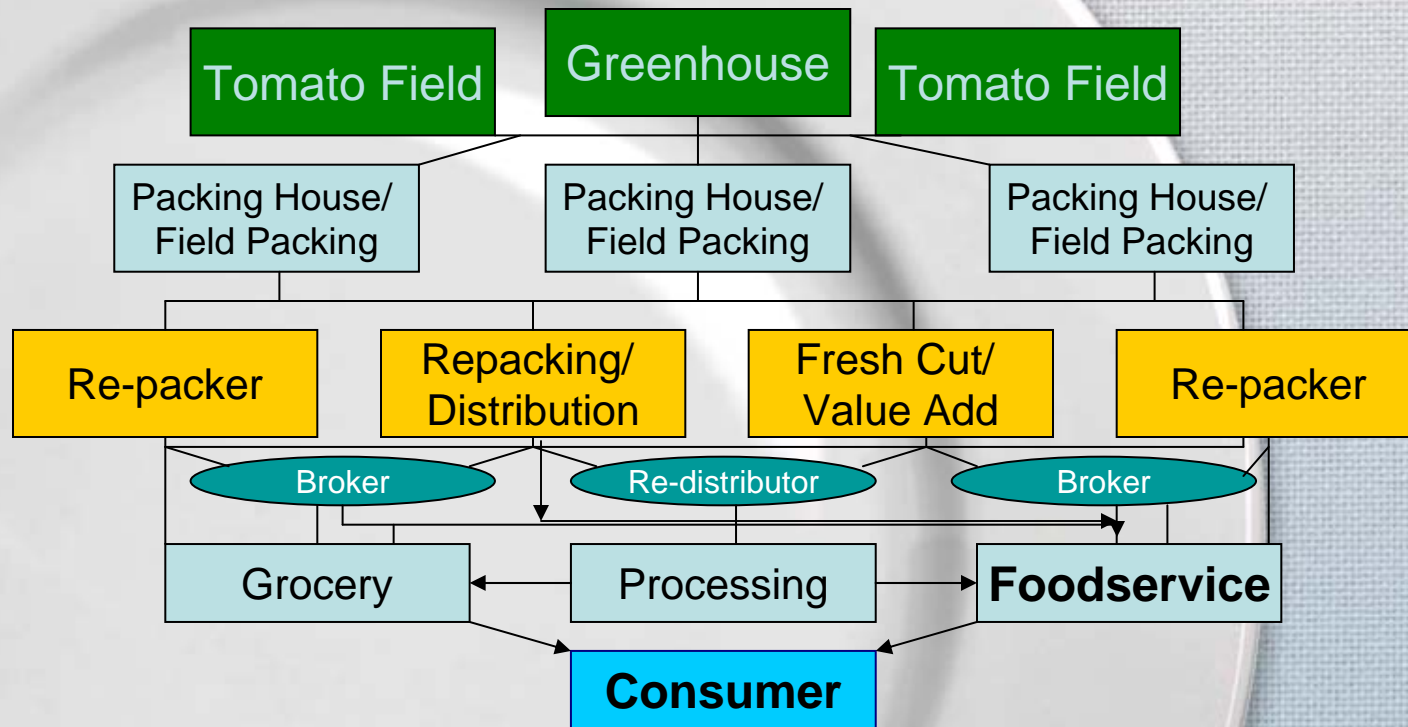 Tomato Field
Greenhouse
Tomato Field
Packing House/
Field Packing
Packing House/
Field Packing
Packing House/
Field Packing
Re-packer
Repacking/
Distribution
Fresh Cut/
Value Add
Re-packer
Broker
Re-distributor
Broker
Grocery
Processing
Foodservice
Consumer